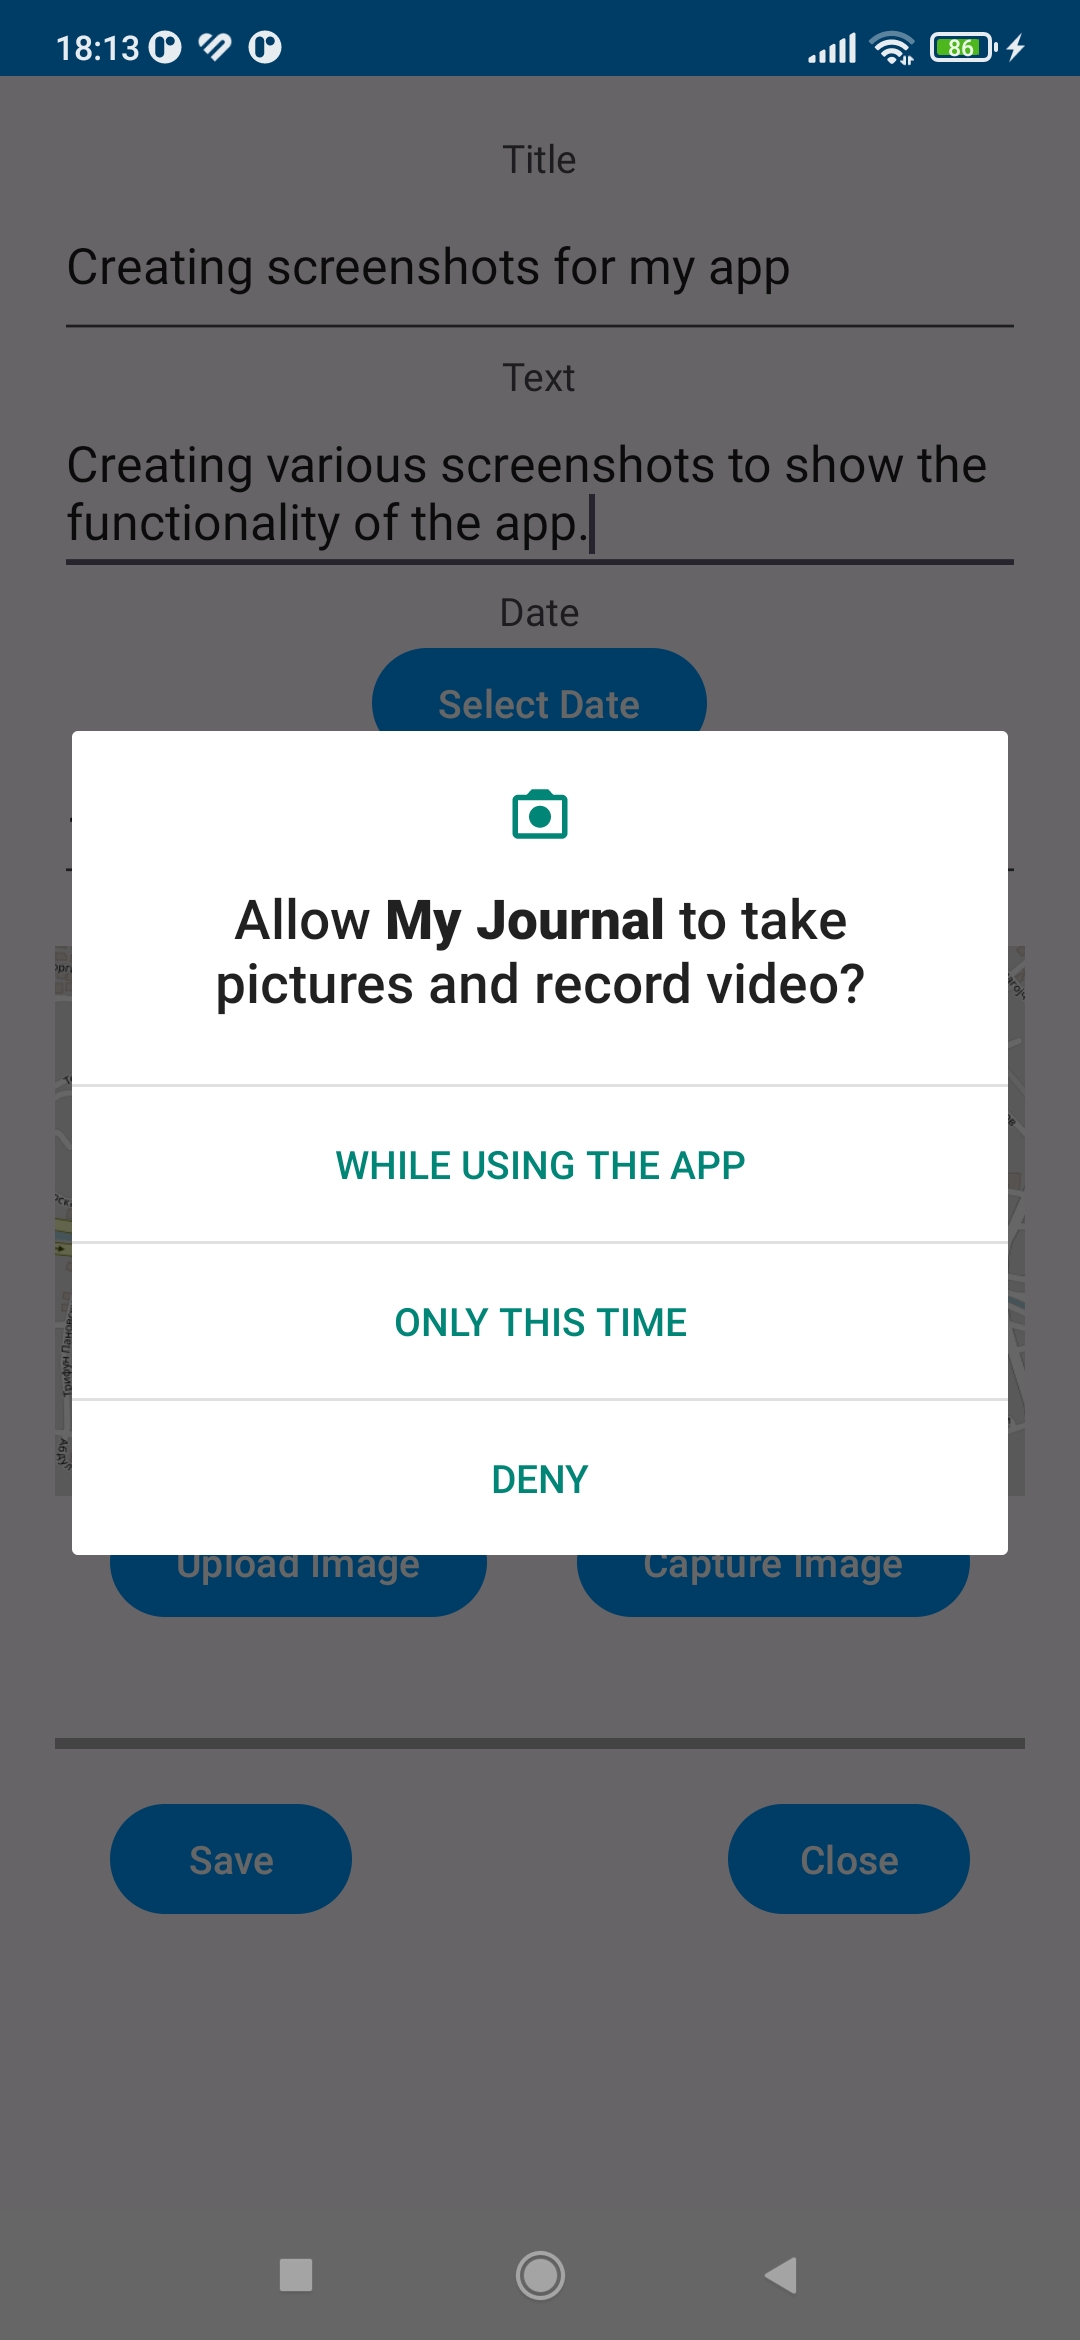 18:13
86
Title
Creating screenshots for my app
Text
Creating various screenshots to show the
functionality of the app.
Date
Select Date
Allow My Journal to take
pictures and record video?
WHILE USING THE APP
ONLY THIS TIME
DENY
Upload Image
Capture Image
Save
Close